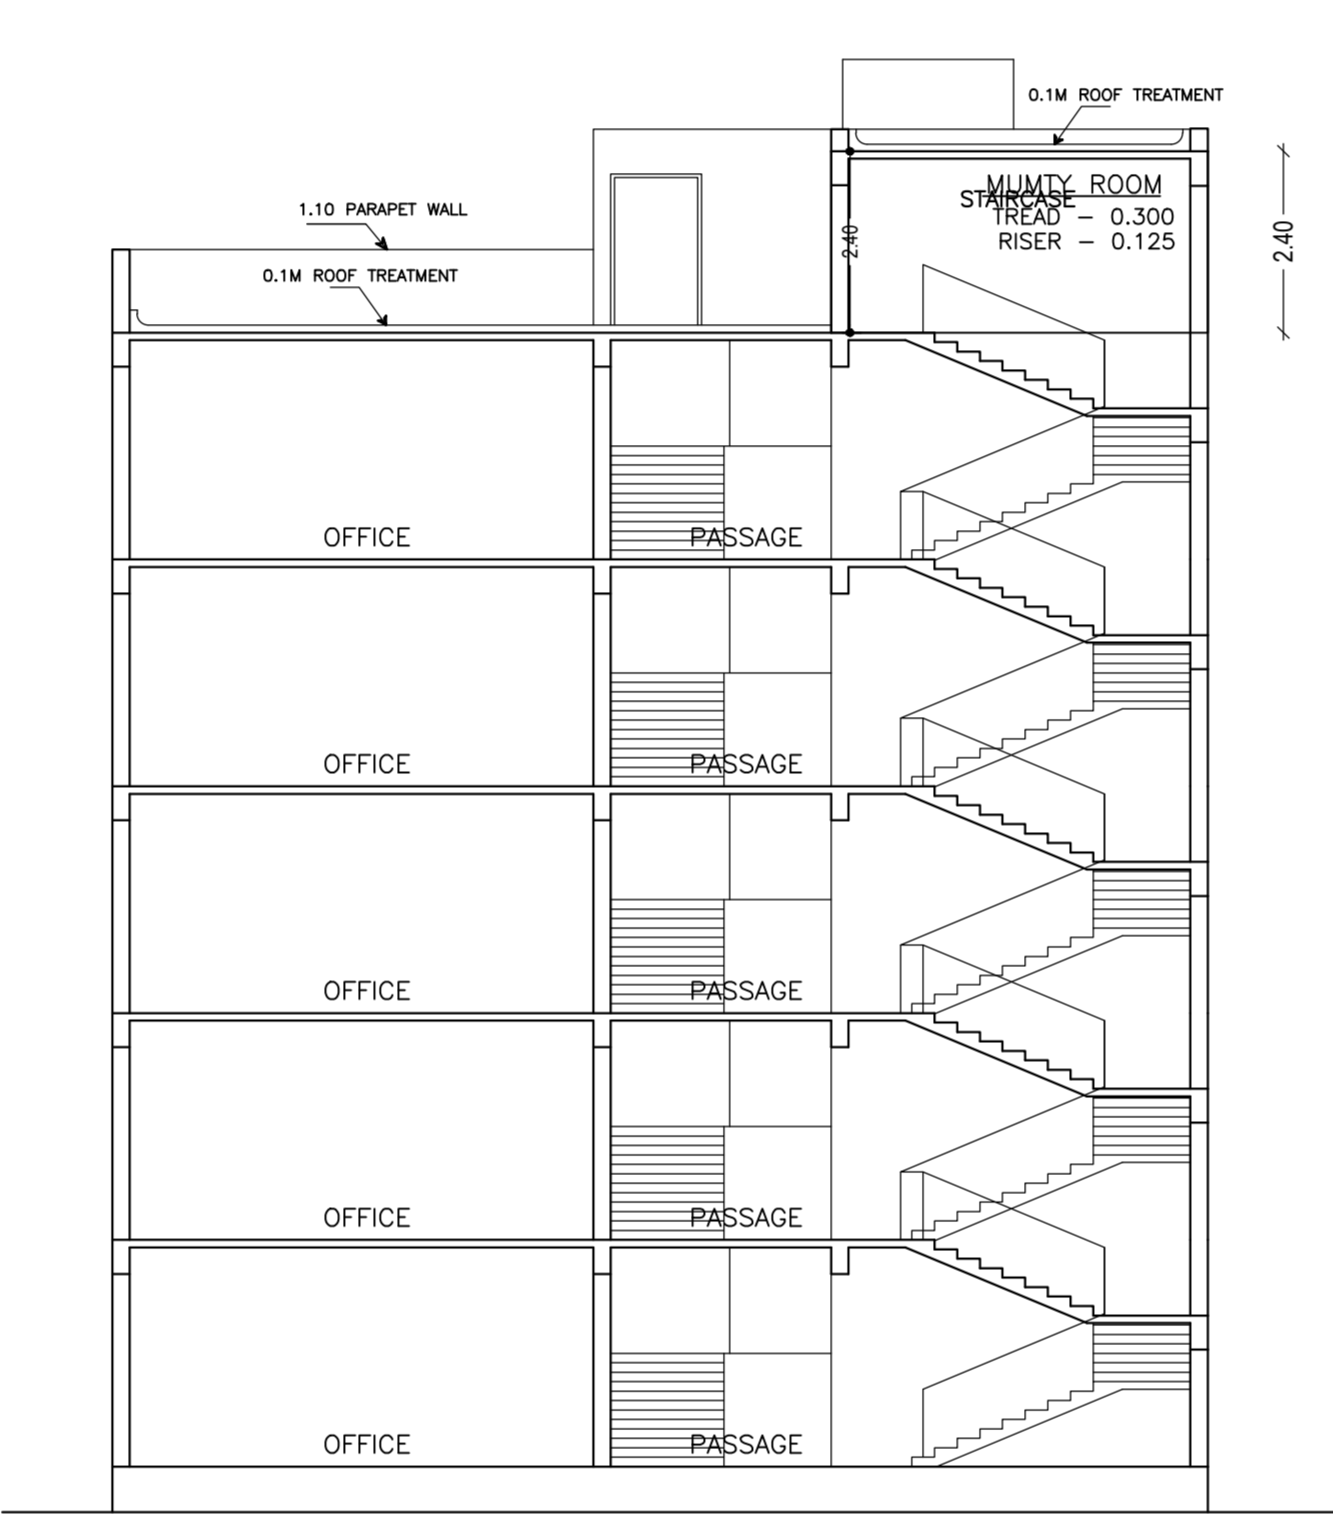 0.1M ROOF TREATMENT
MUMTY ROOM
STAIRCASE
TREAD - 0.300
RISER - 0.125
2.40
2.40
1.10 PARAPET WALL
0.1M ROOF TREATMENT
OFFICE PASSAGE
OFFICE PASSAGE
OFFICE PASSAGE
OFFICE PASSAGE
OFFICE PASSAGE